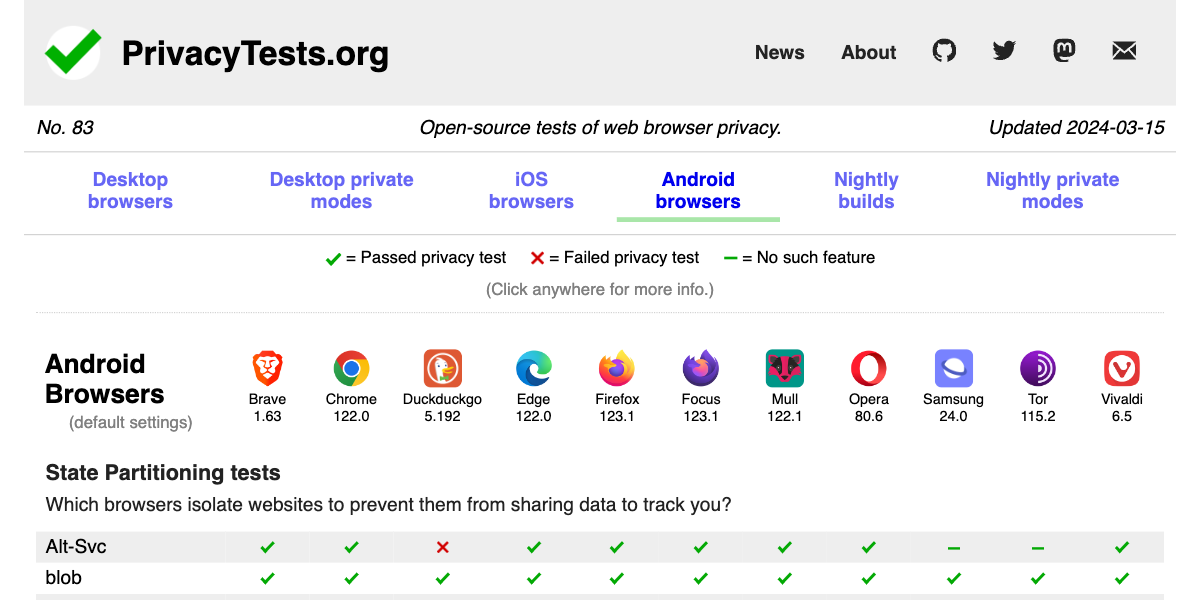 PrivacyTests.org
News About
No. 83 Open-source tests of web browser privacy. Updated 2024-03-15
Desktop browsers Desktop private modes iOS browsers Android browsers Nightly builds Nightly private modes
= Passed privacy test = Failed privacy test = No such feature
(Click anywhere for more info.)
Android Browsers
(default settings)
Brave Chrome Duckduckgo Edge Firefox Focus Mull Opera Samsung Tor Vivaldi
1.63 122.0 5.192 122.0 123.1 123.1 122.1 80.6 24.0 115.2 6.5
State Partitioning tests
Which browsers isolate websites to prevent them from sharing data to track you?
Alt-Svc
blob